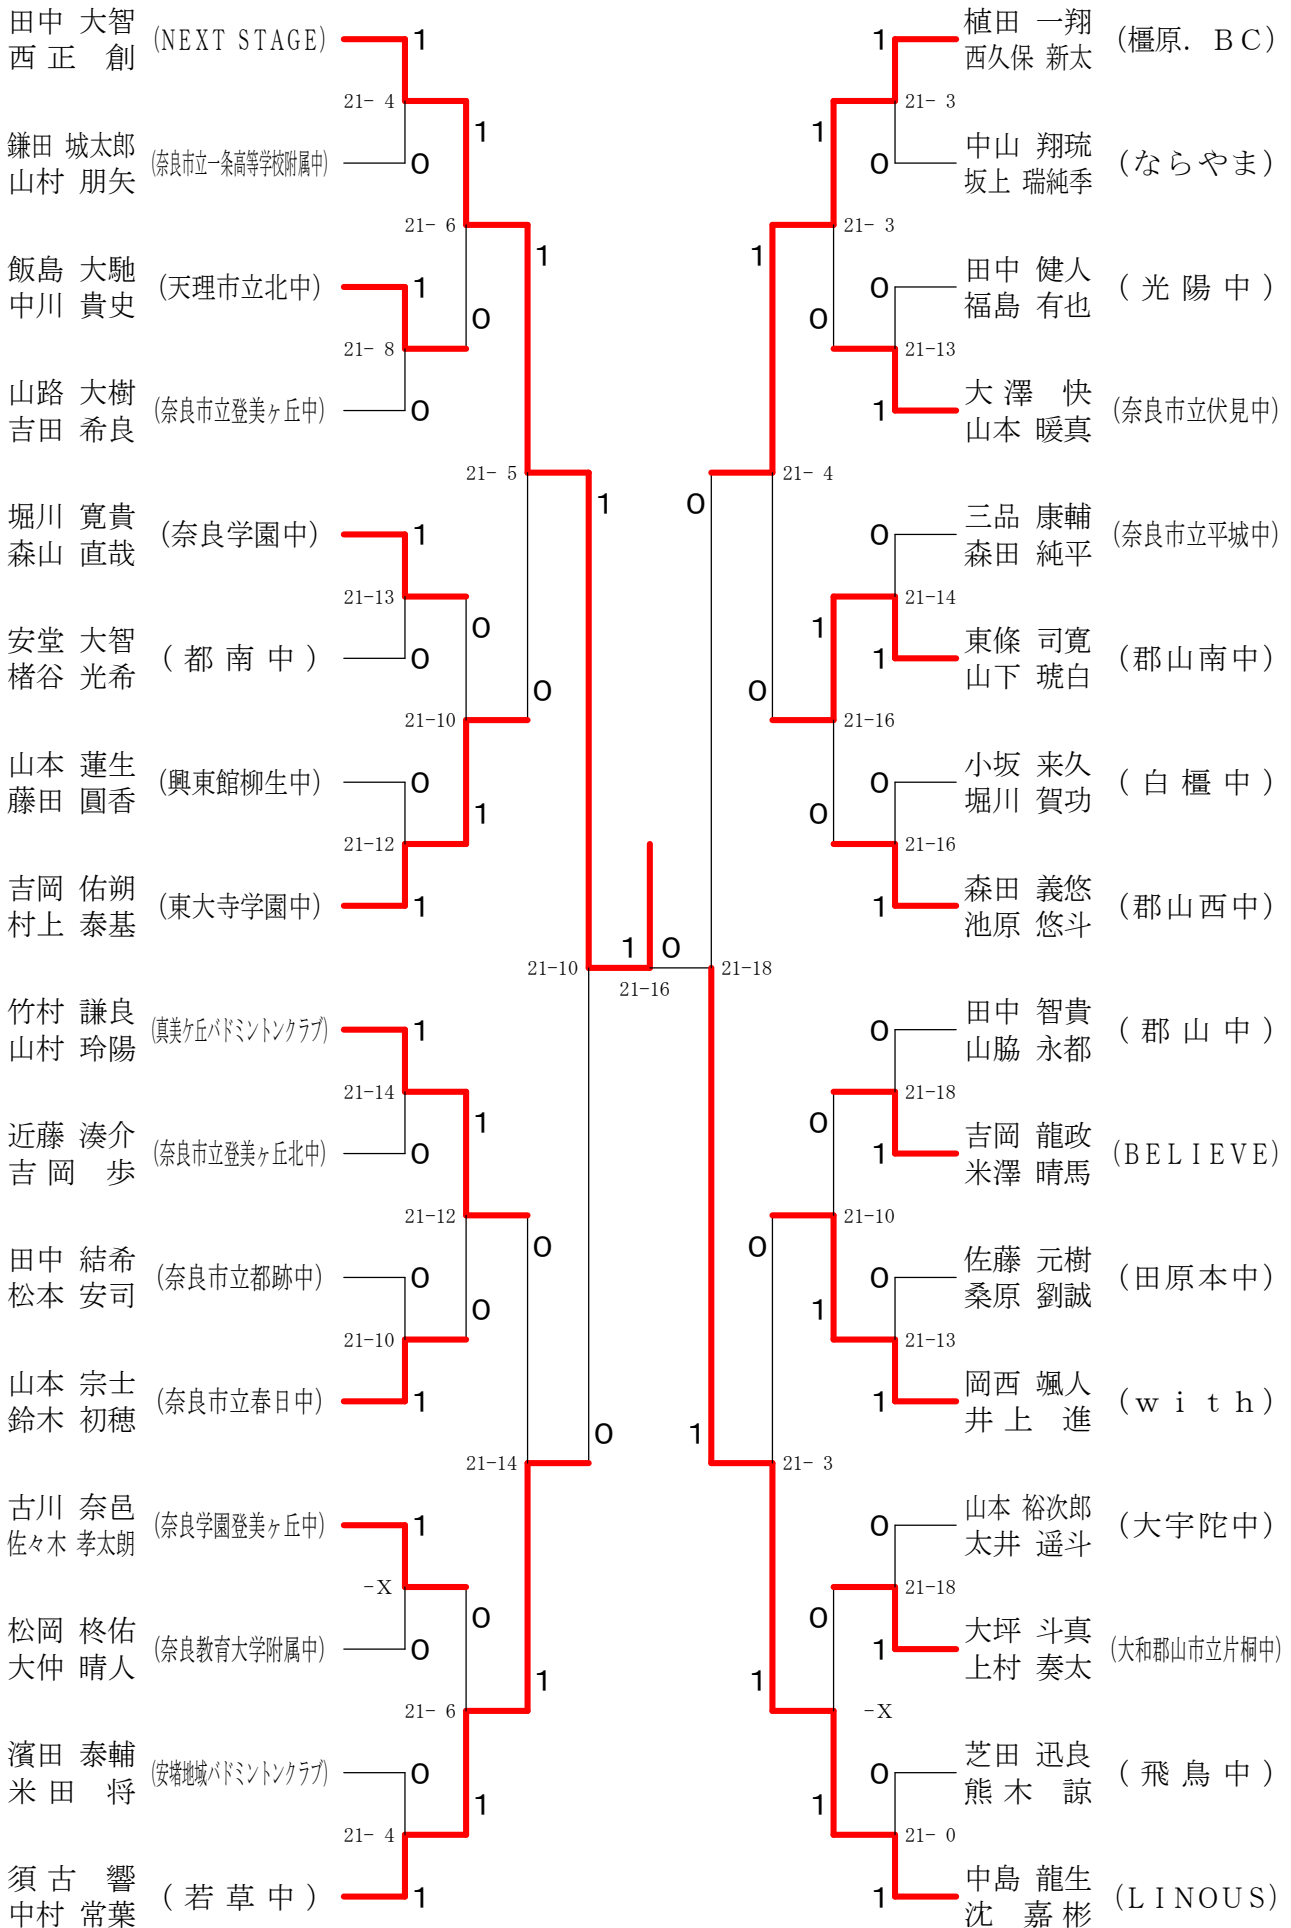 田中 大智
西 正 創
(NEXT STAGE)
1
21- 4
鎌田 城太郎
山村 朋矢
(奈良市立一条高等学校附属中)
0
1
21- 6
飯島 大馳
中川 貴史
(天理市立北中)
1
0
21- 8
山路 大樹
吉田 希良
(奈良市立登美ヶ丘中)
0
1
21- 5
堀川 寛貴
森山 直哉
(奈良学園中)
1
21-13
安堂 大智
楮谷 光希
(都南中)
0
0
21-10
山本 蓮生
藤田 圓香
(興東館柳生中)
0
1
21-12
吉岡 佑朔
村上 泰基
(東大寺学園中)
1
0
1
21-10
竹村 謙良
山村 玲陽
(真美ケ丘バドミントンクラブ)
1
21-14
近藤 湊介
吉岡 歩
(奈良市立登美ヶ丘北中)
0
1
21-12
田中 結希
松本 安司
(奈良市立都跡中)
0
0
21-10
山本 宗士
鈴木 初穂
(奈良市立春日中)
1
0
21-14
0
古川 奈邑
佐々木 孝太朗
(奈良学園登美ヶ丘中)
1
-X
松岡 柊佑
大仲 晴人
(奈良教育大学附属中)
0
0
21- 6
1
濱田 泰輔
米田 将
(安堵地域バドミントンクラブ)
0
1
21- 4
須古 響
中村 常葉
(若草中)
1
1 0
21-16
植田 一翔
西久保 新太
(橿原. BC)
1
21- 3
中山 翔琉
坂上 瑞純季
(ならやま)
0
1
21- 3
田中 健人
福島 有也
(光陽中)
0
0
21-13
大澤 快
山本 暖真
(奈良市立伏見中)
1
1
21- 4
0
三品 康輔
森田 純平
(奈良市立平城中)
0
21-14
東條 司寛
山下 琥白
(郡山南中)
1
1
21-16
0
小坂 来久
堀川 賀功
(白橿中)
0
0
21-16
森田 義悠
池原 悠斗
(郡山西中)
1
21-18
田中 智貴
山脇 永都
(郡山中)
0
21-18
吉岡 龍政
米澤 晴馬
(BELIEVE)
1
0
21-10
佐藤 元樹
桑原 劉誠
(田原本中)
0
1
21-13
岡西 颯人
井上 進
(with)
1
0
21- 3
1
山本 裕次郎
太井 遥斗
(大宇陀中)
0
21-18
大坪 斗真
上村 奏太
(大和郡山市立片桐中)
1
0
-X
1
芝田 迅良
熊木 諒
(飛鳥中)
0
1
21- 0
中島 龍生
沈 嘉彬
(LINOUS)
1